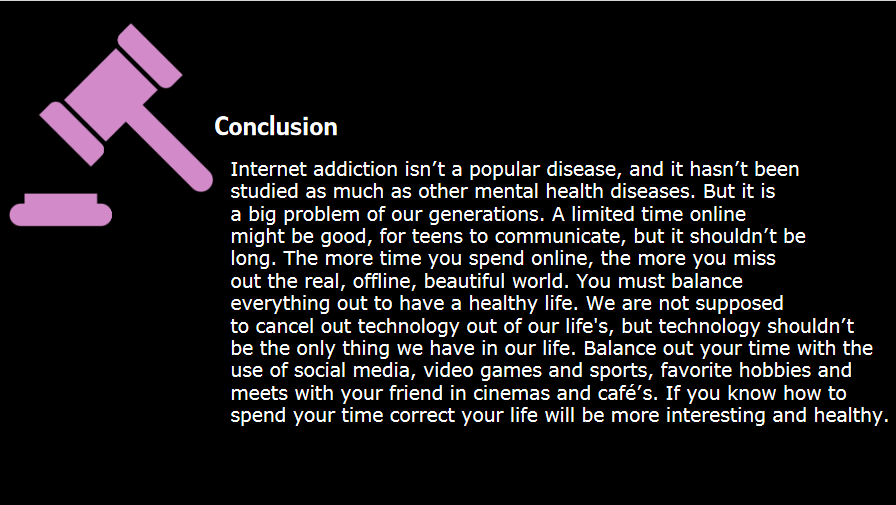 Conclusion
Internet addiction isn’t a popular disease, and it hasn’t been
studied as much as other mental health diseases. But it is
a big problem of our generations. A limited time online
might be good, for teens to communicate, but it shouldn’t be
long. The more time you spend online, the more you miss
out the real, offline, beautiful world. You must balance
everything out to have a healthy life. We are not supposed
to cancel out technology out of our life's, but technology shouldn’t
be the only thing we have in our life. Balance out your time with the
use of social media, video games and sports, favorite hobbies and
meets with your friend in cinemas and café’s. If you know how to
spend your time correct your life will be more interesting and healthy.